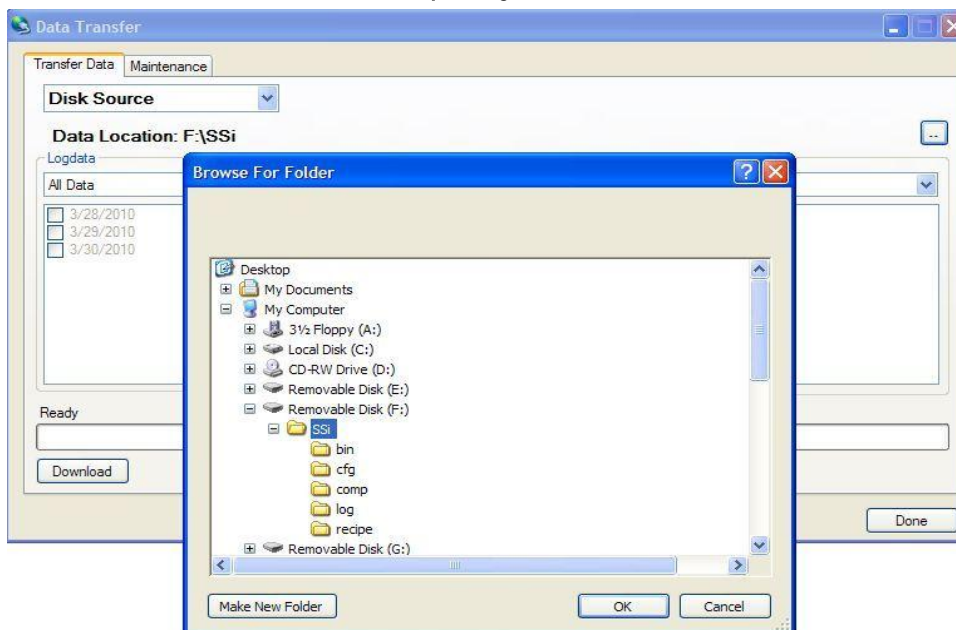 Data Transfer
Transfer Data Maintenance
Disk Source
Data Location: F:\SSi
..
Logdata
All Data
3/28/2010
3/29/2010
3/30/2010
Ready
Download
Done
Browse For Folder
Desktop
My Documents
My Computer
3½ Floppy (A:)
Local Disk (C:)
CD-RW Drive (D:)
Removable Disk (E:)
Removable Disk (F:)
SSi
bin
cfg
comp
log
recipe
Removable Disk (G:)
Make New Folder OK Cancel